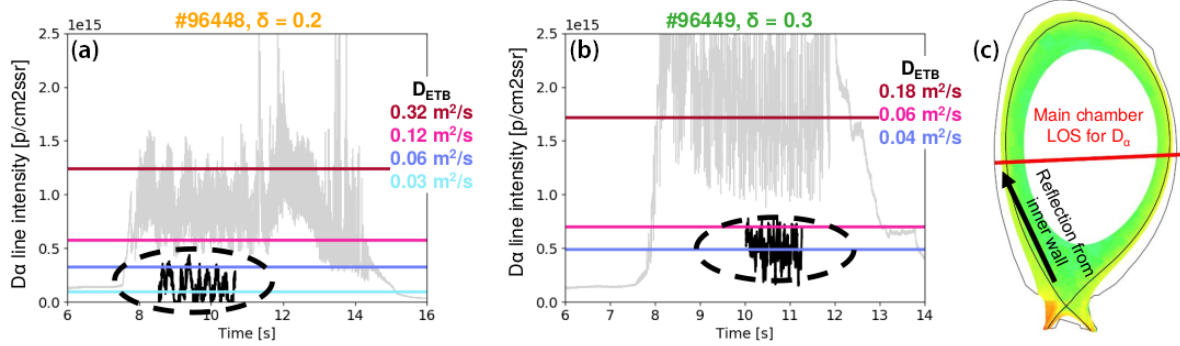 #96448, δ = 0.2
1e15
(a)
Dα line intensity [p/cm2ssr]
2.5
2.0
1.5
1.0
0.5
0.0
6 8 10 12 14 16
Time [s]
D_ETB
0.32 m²/s
0.12 m²/s
0.06 m²/s
0.03 m²/s
#96449, δ = 0.3
1e15
(b)
Dα line intensity [p/cm2ssr]
2.5
2.0
1.5
1.0
0.5
0.0
6 7 8 9 10 11 12 13 14
Time [s]
D_ETB
0.18 m²/s
0.06 m²/s
0.04 m²/s
(c)
Main chamber
LOS for D_α
Reflection from
inner wall